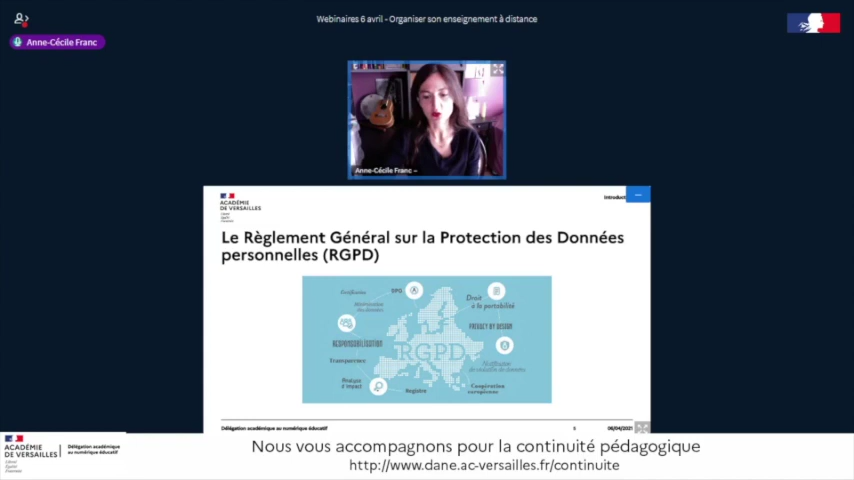 Webinaires 6 avril - Organiser son enseignement à distance
Anne-Cécile Franc
Anne-Cécile Franc
ACADÉMIE
DE VERSAILLES
Introduct
Le Règlement Général sur la Protection des Données
personnelles (RGPD)
Certification
DPO
Droit
à la portabilité
PRIVACY BY DESIGN
RESPONSABILISATION
RGPD
Transparence
Coopération
européenne
Registre
Délégation académique au numérique éducatif
08/04/2021
ACADÉMIE
DE VERSAILLES
Délégation académique
au numérique éducatif
Nous vous accompagnons pour la continuité pédagogique
http://www.dane.ac-versailles.fr/continuite